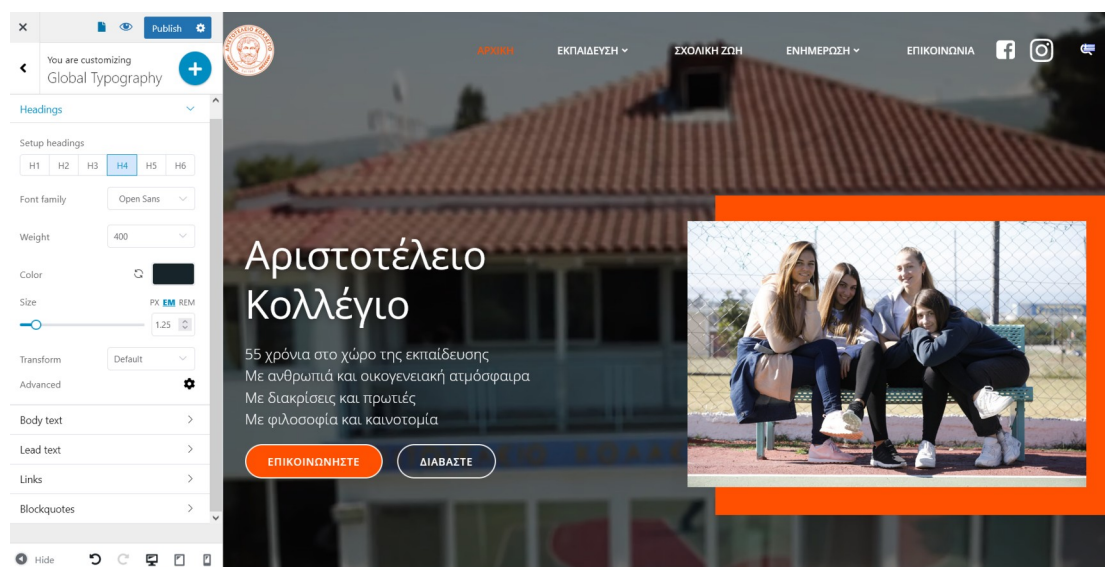 Publish
You are customizing
Global Typography
Headings
Setup headings
H1 H2 H3 H4 H5 H6
Font family Open Sans
Weight 400
Color
Size PX EM REM
1.25
Transform Default
Advanced
Body text
Lead text
Links
Blockquotes
Hide
ΑΡΧΙΚΗ ΕΚΠΑΙΔΕΥΣΗ ΣΧΟΛΙΚΗ ΖΩΗ ΕΝΗΜΕΡΩΣΗ ΕΠΙΚΟΙΝΩΝΙΑ
Αριστοτέλειο
Κολλέγιο
55 χρόνια στο χώρο της εκπαίδευσης
Με ανθρωπιά και οικογενειακή ατμόσφαιρα
Με διακρίσεις και πρωτιές
Με φιλοσοφία και καινοτομία
ΕΠΙΚΟΙΝΩΝΗΣΤΕ ΔΙΑΒΑΣΤΕ